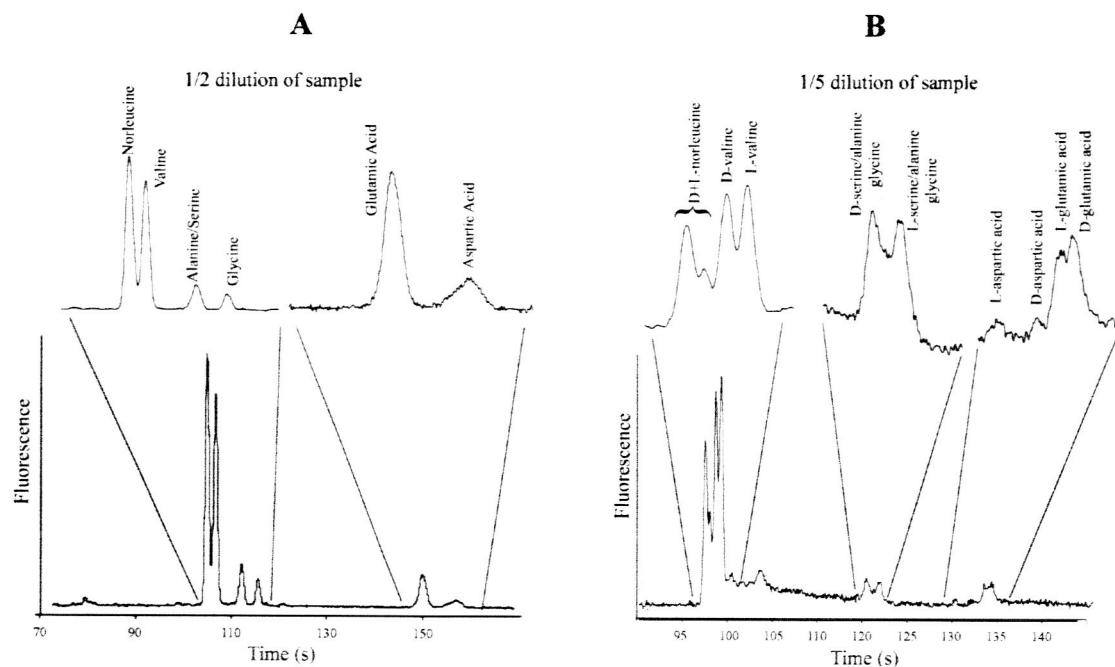 A
1/2 dilution of sample
Norleucine
Valine
Alanine/Serine
Glycine
Glutamic Acid
Aspartic Acid
Fluorescence
70
90
110
130
150
Time (s)
B
1/5 dilution of sample
D+L-norleucine
D-valine
L-valine
D-serine/alanine
glycine
L-serine/alanine
glycine
L-aspartic acid
D-aspartic acid
L-glutamic acid
D-glutamic acid
Fluorescence
95
100
105
110
115
120
125
130
135
140
Time (s)